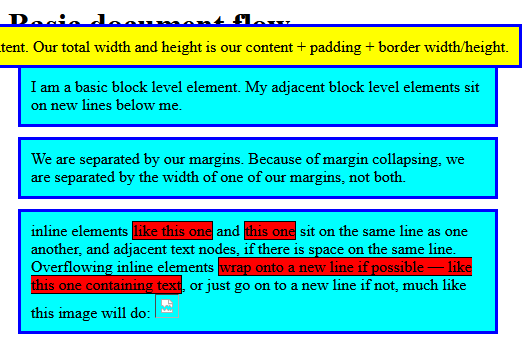 Basic document flow
tent. Our total width and height is our content + padding + border width/height.
I am a basic block level element. My adjacent block level elements sit
on new lines below me.
We are separated by our margins. Because of margin collapsing, we
are separated by the width of one of our margins, not both.
inline elements like this one and this one sit on the same line as one
another, and adjacent text nodes, if there is space on the same line.
Overflowing inline elements wrap onto a new line if possible — like
this one containing text, or just go on to a new line if not, much like
this image will do: